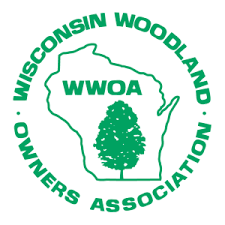 · WISCONSIN WOODLAND ·
OWNERS ASSOCIATION
WWOA